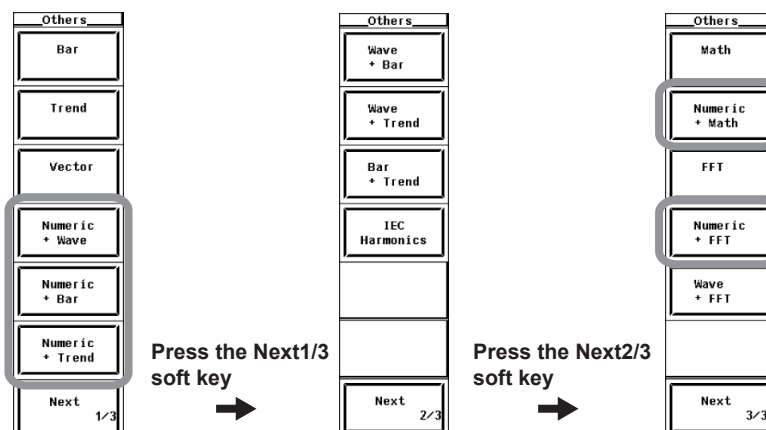 Others
Bar
Trend
Vector
Numeric
+ Wave
Numeric
+ Bar
Numeric
+ Trend
Next
1/3
Press the Next1/3
soft key
Others
Wave
+ Bar
Wave
+ Trend
Bar
+ Trend
IEC
Harmonics
Next
2/3
Press the Next2/3
soft key
Others
Math
Numeric
+ Math
FFT
Numeric
+ FFT
Wave
+ FFT
Next
3/3